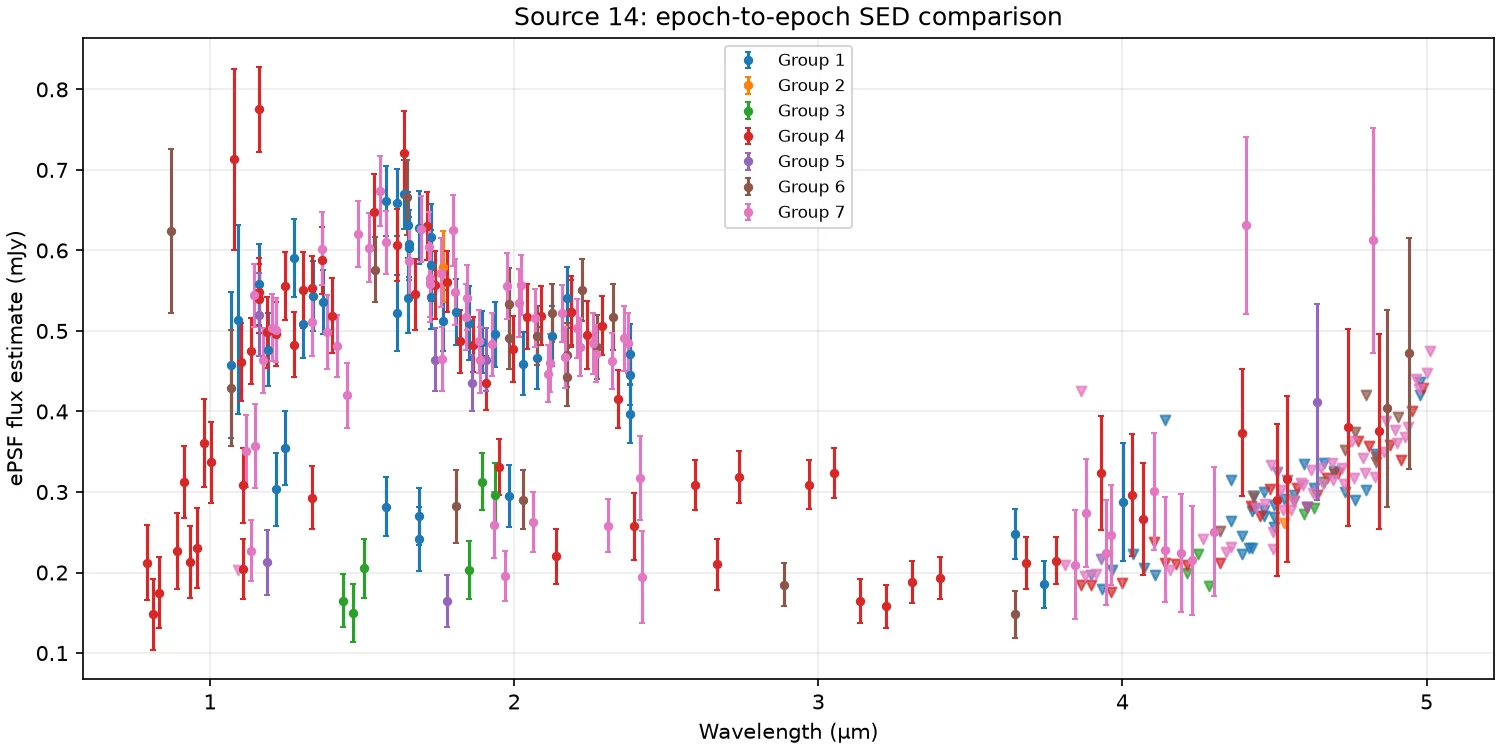 Source 14: epoch-to-epoch SED comparison
Group 1
Group 2
Group 3
Group 4
Group 5
Group 6
Group 7
ePSF flux estimate (mJy)
0.8
0.7
0.6
0.5
0.4
0.3
0.2
0.1
1 2 3 4 5
Wavelength (μm)